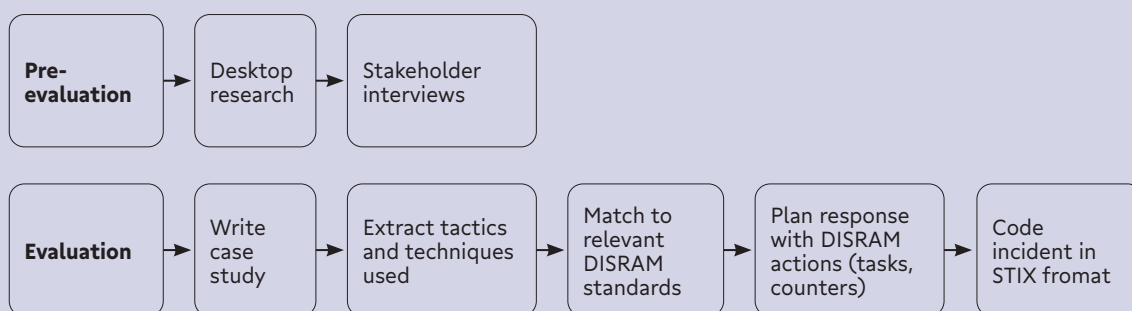 Pre-
evaluation
Desktop
research
Stakeholder
interviews
Evaluation
Write
case
study
Extract tactics
and techniques
used
Match to
relevant
DISRAM
standards
Plan response
with DISRAM
actions (tasks,
counters)
Code
incident in
STIX fromat